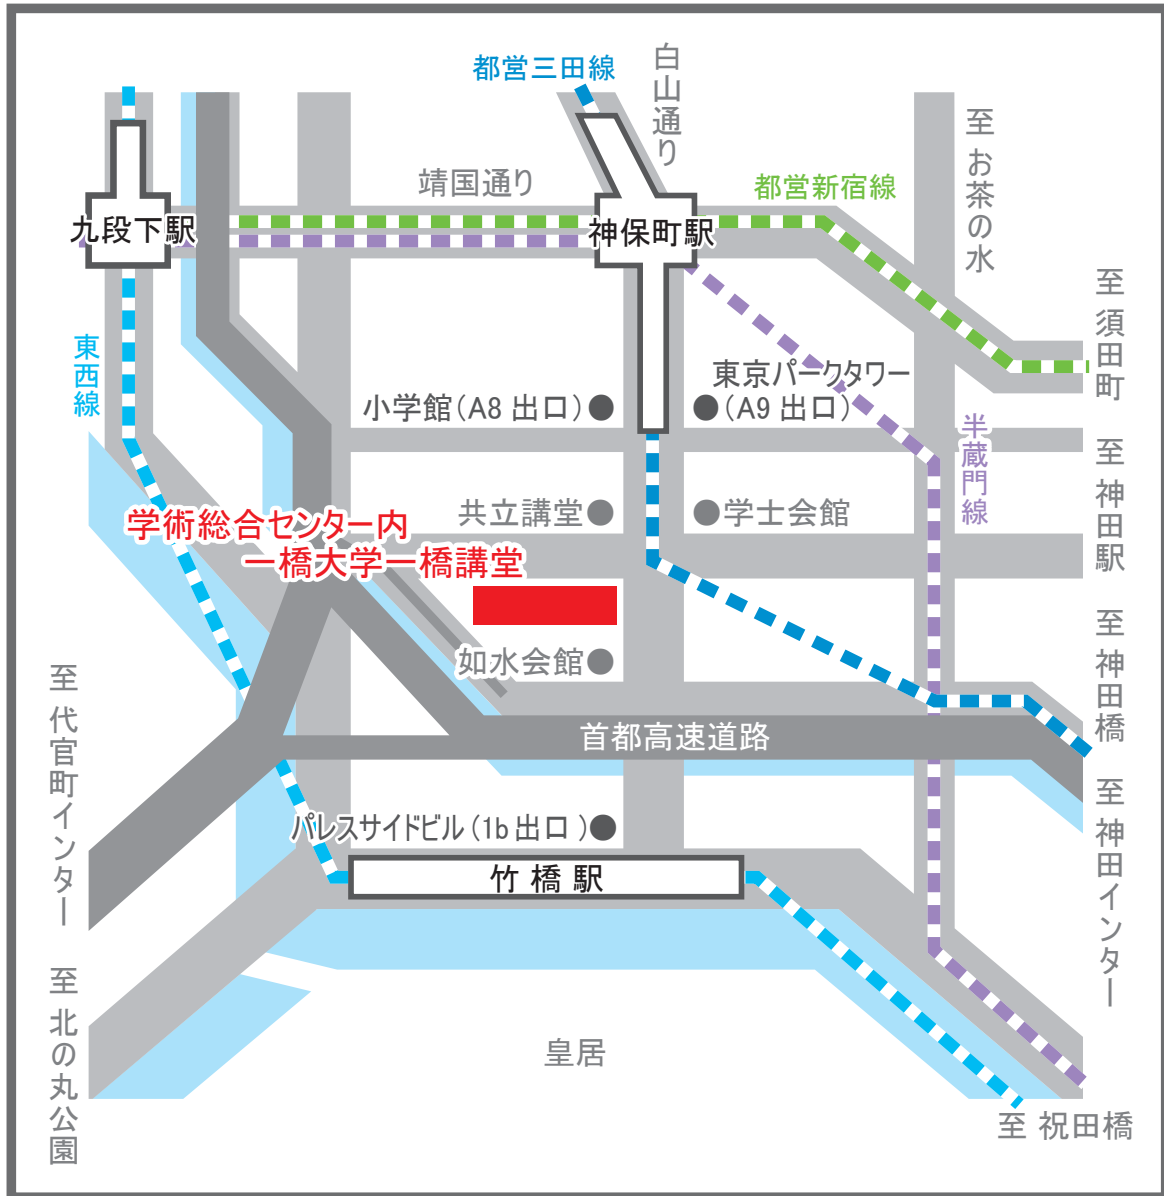 都営三田線
白山通り
至 お茶の水
靖国通り
都営新宿線
九段下駅
神保町駅
至 須田町
東西線
東京パークタワー
(A9 出口)
小学館(A8 出口)
半蔵門線
至 神田駅
共立講堂
学士会館
学術総合センター内
一橋大学一橋講堂
至 神田橋
如水会館
至 代官町インター
首都高速道路
至 神田インター
パレスサイドビル(1b 出口)
竹橋駅
至 北の丸公園
皇居
至 祝田橋